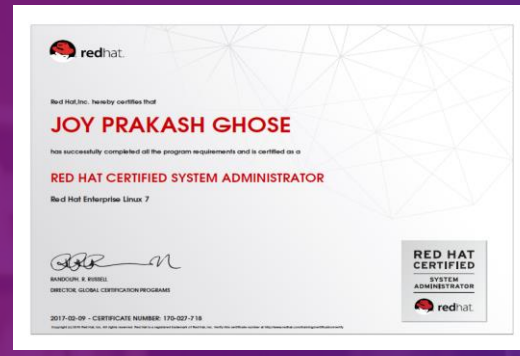 redhat.
Red Hat,Inc. hereby certifies that
JOY PRAKASH GHOSE
has successfully completed all the program requirements and is certified as a
RED HAT CERTIFIED SYSTEM ADMINISTRATOR
Red Hat Enterprise Linux 7
RANDOLPH. R. RUSSELL
DIRECTOR, GLOBAL CERTIFICATION PROGRAMS
2017-02-09 - CERTIFICATE NUMBER: 170-027-718
RED HAT
CERTIFIED
SYSTEM
ADMINISTRATOR
redhat.